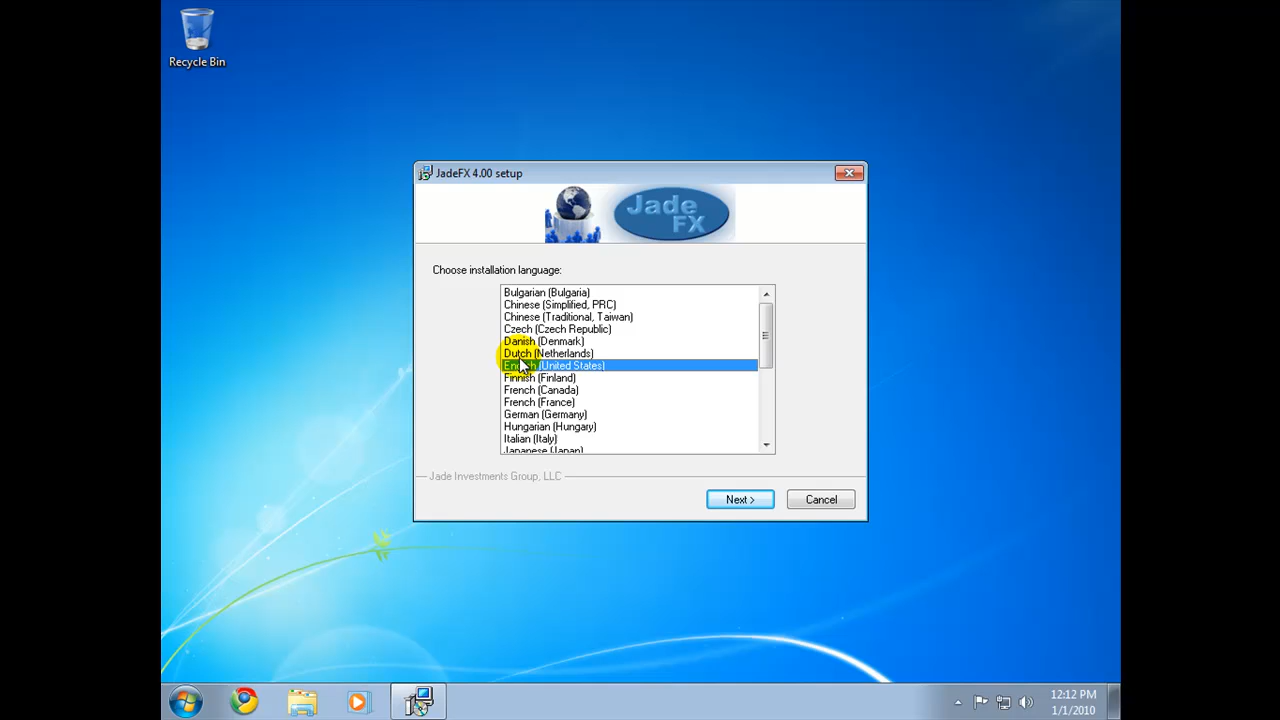 Recycle Bin
JadeFX 4.00 setup
Jade
FX
Choose installation language:
Bulgarian (Bulgaria)
Chinese (Simplified, PRC)
Chinese (Traditional, Taiwan)
Czech (Czech Republic)
Danish (Denmark)
Dutch (Netherlands)
English (United States)
Finnish (Finland)
French (Canada)
French (France)
German (Germany)
Hungarian (Hungary)
Italian (Italy)
Japanese (Japan)
Jade Investments Group, LLC
Next >
Cancel
12:12 PM
1/1/2010